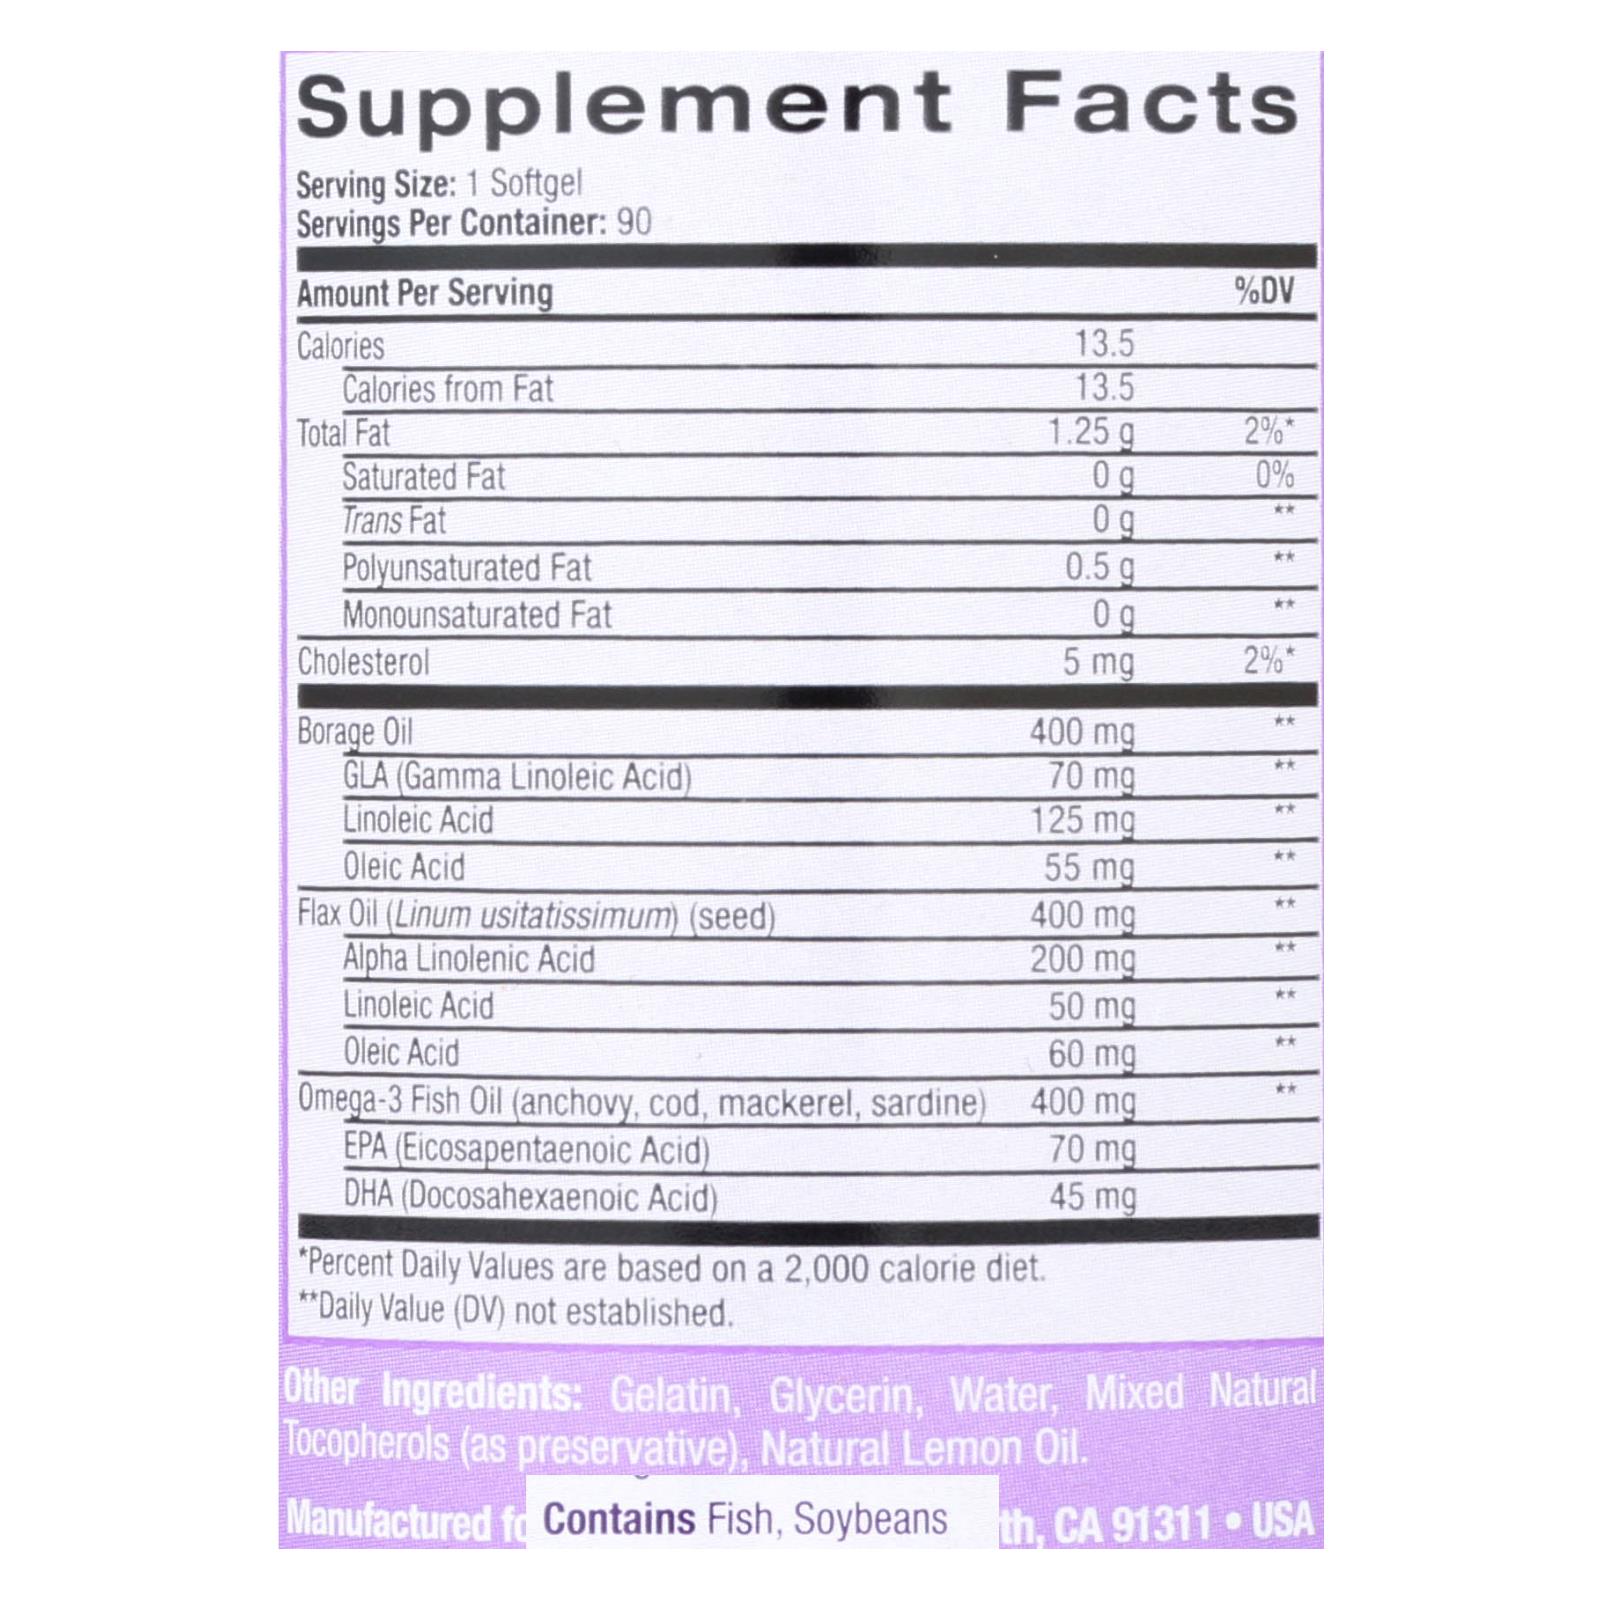 Supplement Facts
Serving Size: 1 Softgel
Servings Per Container: 90
Amount Per Serving %DV
Calories 13.5
Calories from Fat 13.5
Total Fat 1.25 g 2%*
Saturated Fat 0 g 0%
Trans Fat 0 g **
Polyunsaturated Fat 0.5 g **
Monounsaturated Fat 0 g **
Cholesterol 5 mg 2%*
Borage Oil 400 mg **
GLA (Gamma Linoleic Acid) 70 mg **
Linoleic Acid 125 mg **
Oleic Acid 55 mg **
Flax Oil (Linum usitatissimum) (seed) 400 mg **
Alpha Linolenic Acid 200 mg **
Linoleic Acid 50 mg **
Oleic Acid 60 mg **
Omega-3 Fish Oil (anchovy, cod, mackerel, sardine) 400 mg **
EPA (Eicosapentaenoic Acid) 70 mg
DHA (Docosahexaenoic Acid) 45 mg
*Percent Daily Values are based on a 2,000 calorie diet.
**Daily Value (DV) not established.
Other Ingredients: Gelatin, Glycerin, Water, Mixed Natural
Tocopherols (as preservative), Natural Lemon Oil.
Manufactured Contains Fish, Soybeans CA 91311 • USA